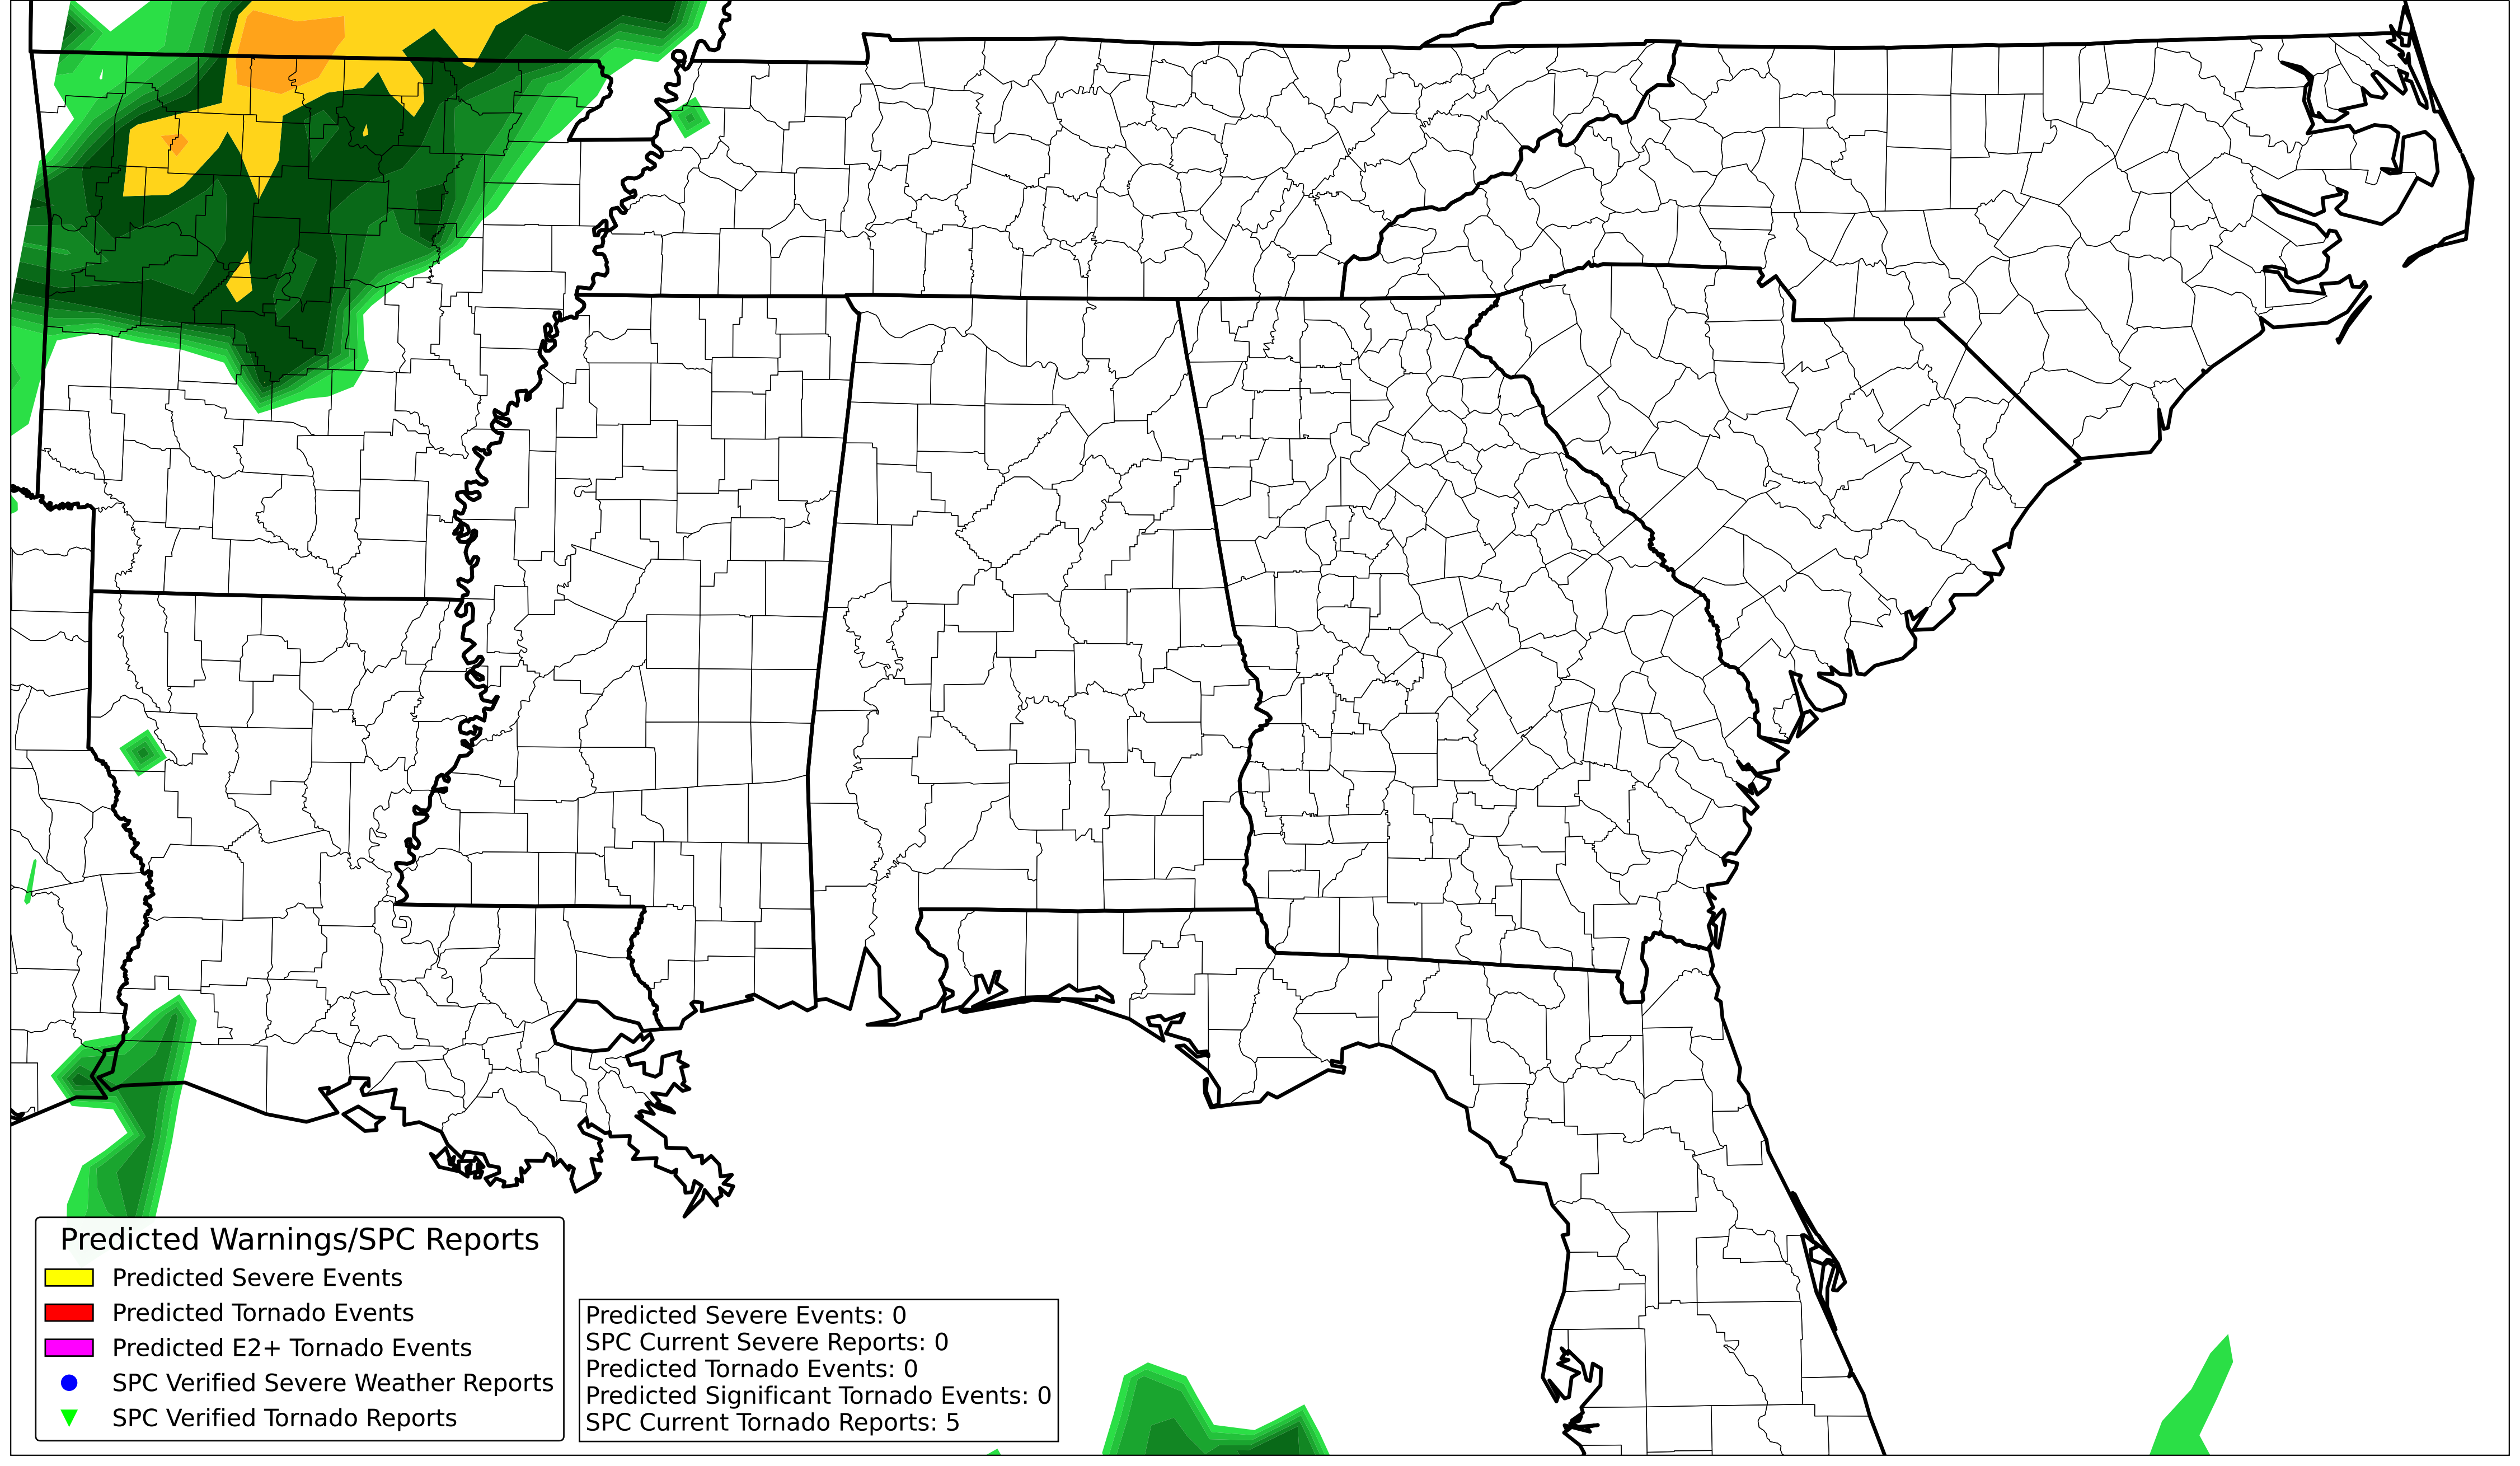 Predicted Warnings/SPC Reports
Predicted Severe Events
Predicted Tornado Events
Predicted E2+ Tornado Events
SPC Verified Severe Weather Reports
SPC Verified Tornado Reports
Predicted Severe Events: 0
SPC Current Severe Reports: 0
Predicted Tornado Events: 0
Predicted Significant Tornado Events: 0
SPC Current Tornado Reports: 5